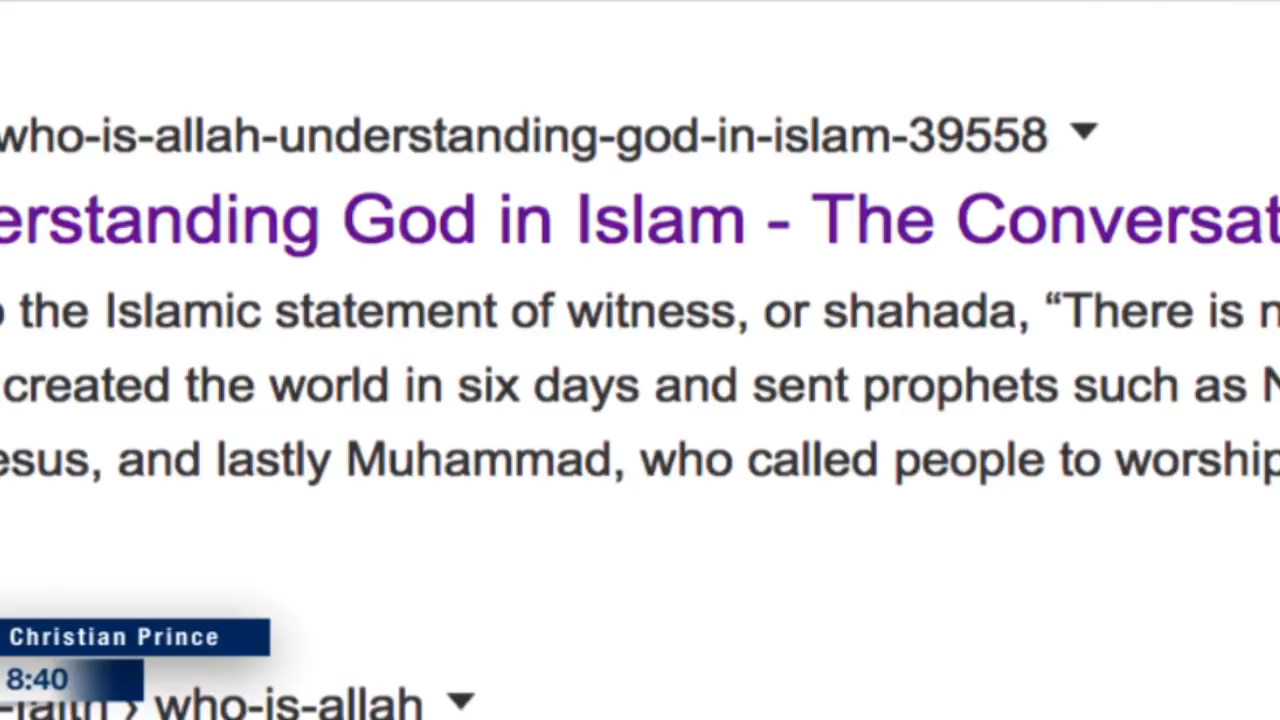 who-is-allah-understanding-god-in-islam-39558
erstanding God in Islam - The Conversat
the Islamic statement of witness, or shahada, “There is n
created the world in six days and sent prophets such as N
esus, and lastly Muhammad, who called people to worship
Christian Prince
8:40
-faith › who-is-allah